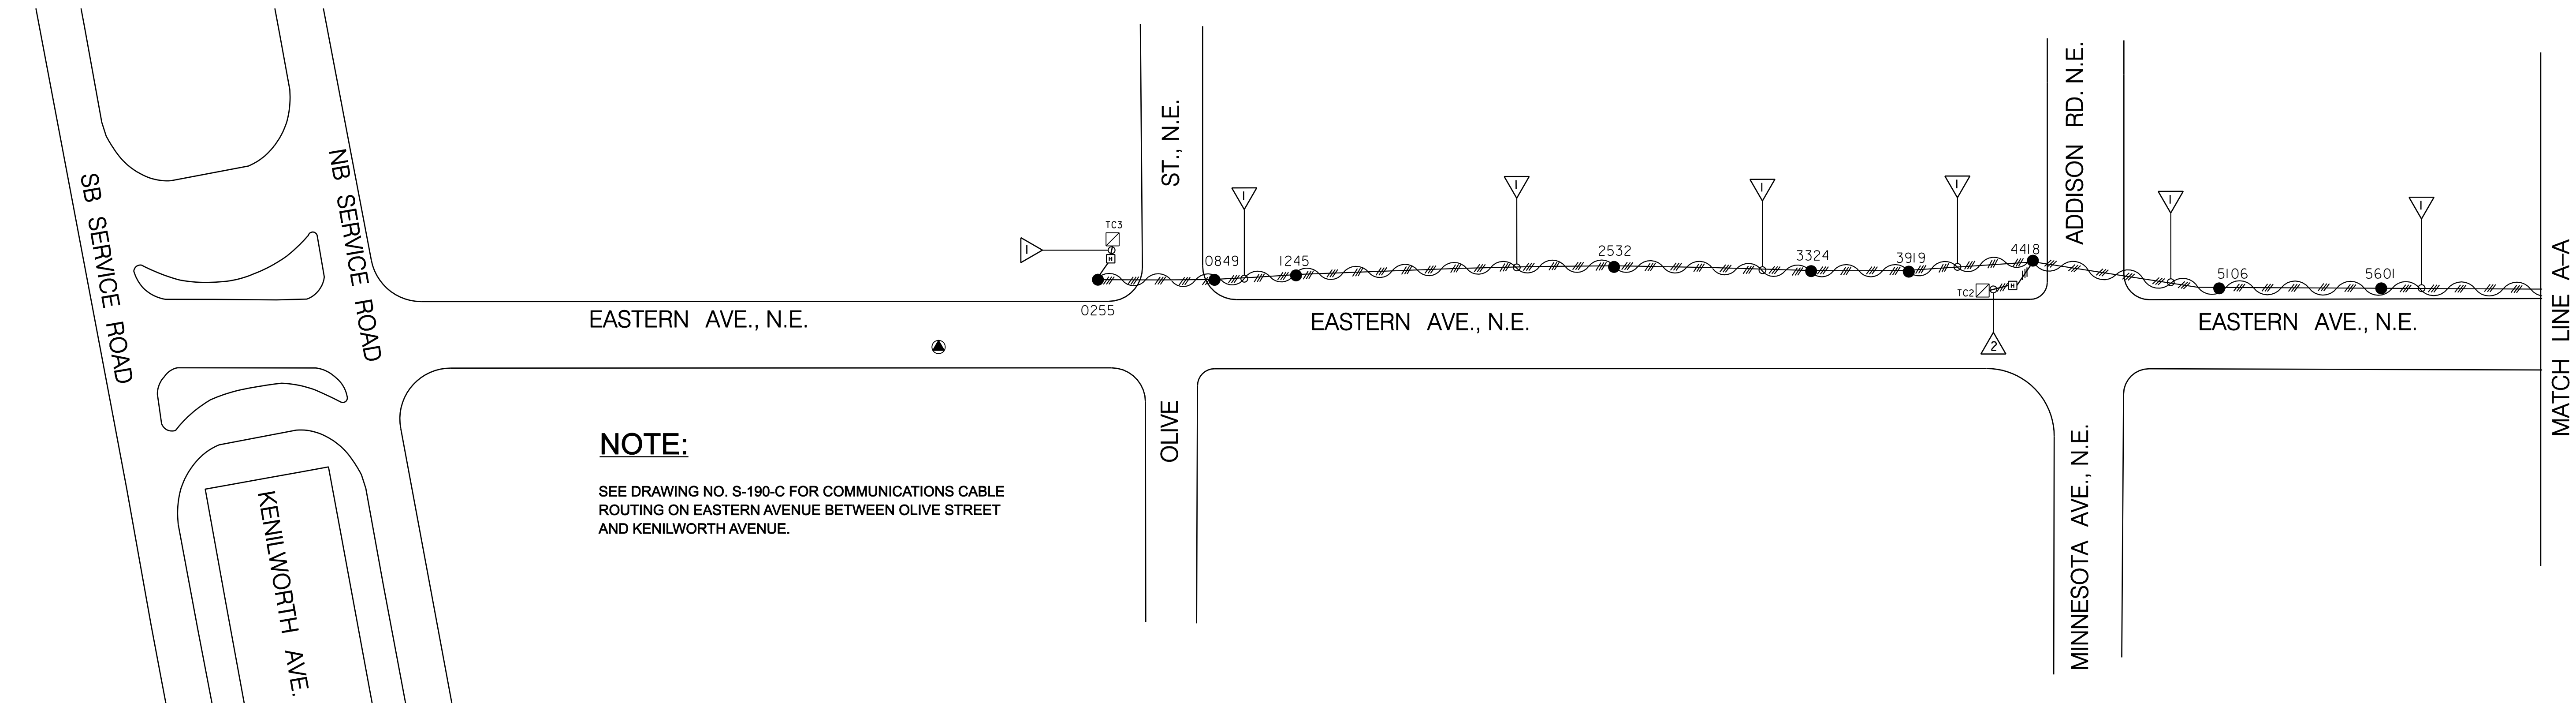 SB SERVICE ROAD
NB SERVICE ROAD
KENILWORTH AVE.
EASTERN AVE., N.E.
NOTE:
SEE DRAWING NO. S-190-C FOR COMMUNICATIONS CABLE
ROUTING ON EASTERN AVENUE BETWEEN OLIVE STREET
AND KENILWORTH AVENUE.
1
TC3
H
0255
ST., N.E.
OLIVE
0849
1
1245
1
2532
1
3324
3919
1
4418
TC2
H
2
EASTERN AVE., N.E.
ADDISON RD. N.E.
MINNESOTA AVE., N.E.
1
5106
5601
1
EASTERN AVE., N.E.
MATCH LINE A-A